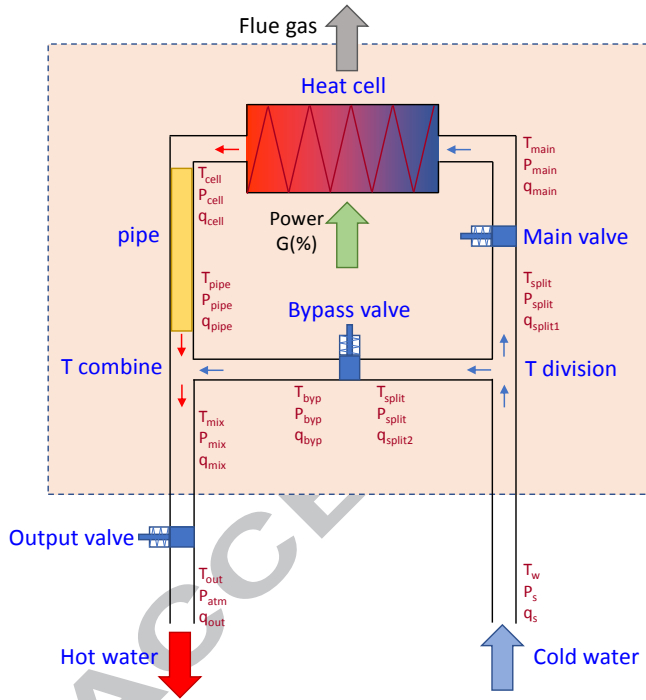 Flue gas
Heat cell
T_main
P_main
q_main
T_cell
P_cell
q_cell
Power
G(%)
pipe
Main valve
T_pipe
P_pipe
q_pipe
T_split
P_split
q_split1
Bypass valve
T combine
T division
T_byp
P_byp
q_byp
T_split
P_split
q_split2
T_mix
P_mix
q_mix
Output valve
T_out
P_atm
q_out
T_w
P_s
q_s
Hot water
Cold water
ACCE